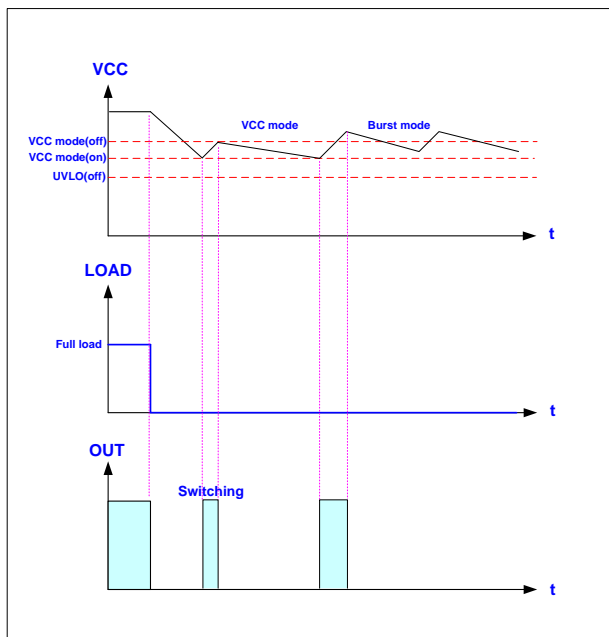 VCC
VCC mode
Burst mode
VCC mode(off)
VCC mode(on)
UVLO(off)
t
LOAD
Full load
t
OUT
Switching
t